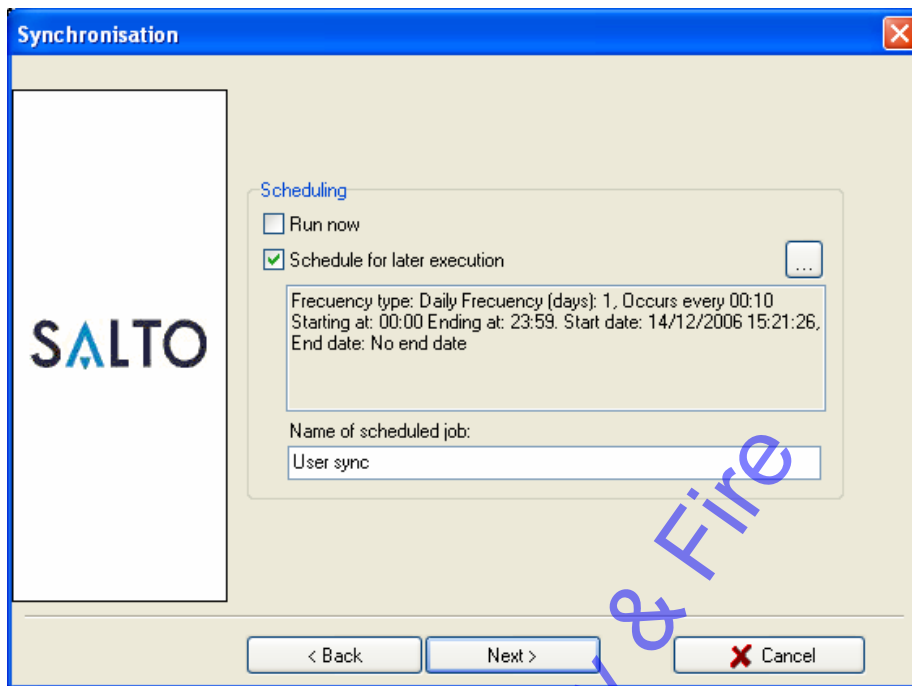 Synchronisation
SALTO
Scheduling
Run now
Schedule for later execution
...
Frecuency type: Daily Frecuency (days): 1, Occurs every 00:10
Starting at: 00:00 Ending at: 23:59. Start date: 14/12/2006 15:21:26,
End date: No end date
Name of scheduled job:
User sync
& Fire
< Back
Next >
Cancel